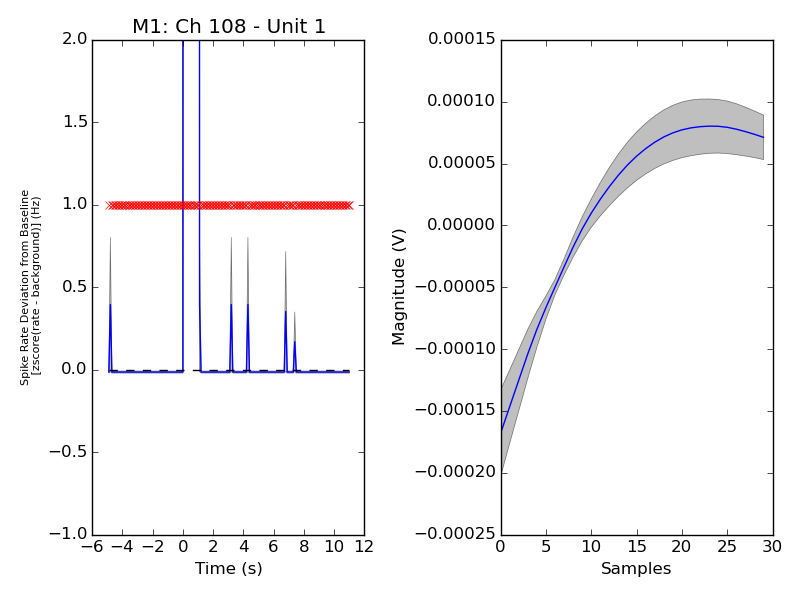 M1: Ch 108 - Unit 1
2.0
1.5
1.0
0.5
0.0
−0.5
−1.0
−6 −4 −2 0 2 4 6 8 10 12
Time (s)
Spike Rate Deviation from Baseline
[zscore(rate - background)] (Hz)
0.00015
0.00010
0.00005
0.00000
−0.00005
−0.00010
−0.00015
−0.00020
−0.00025
0 5 10 15 20 25 30
Samples
Magnitude (V)